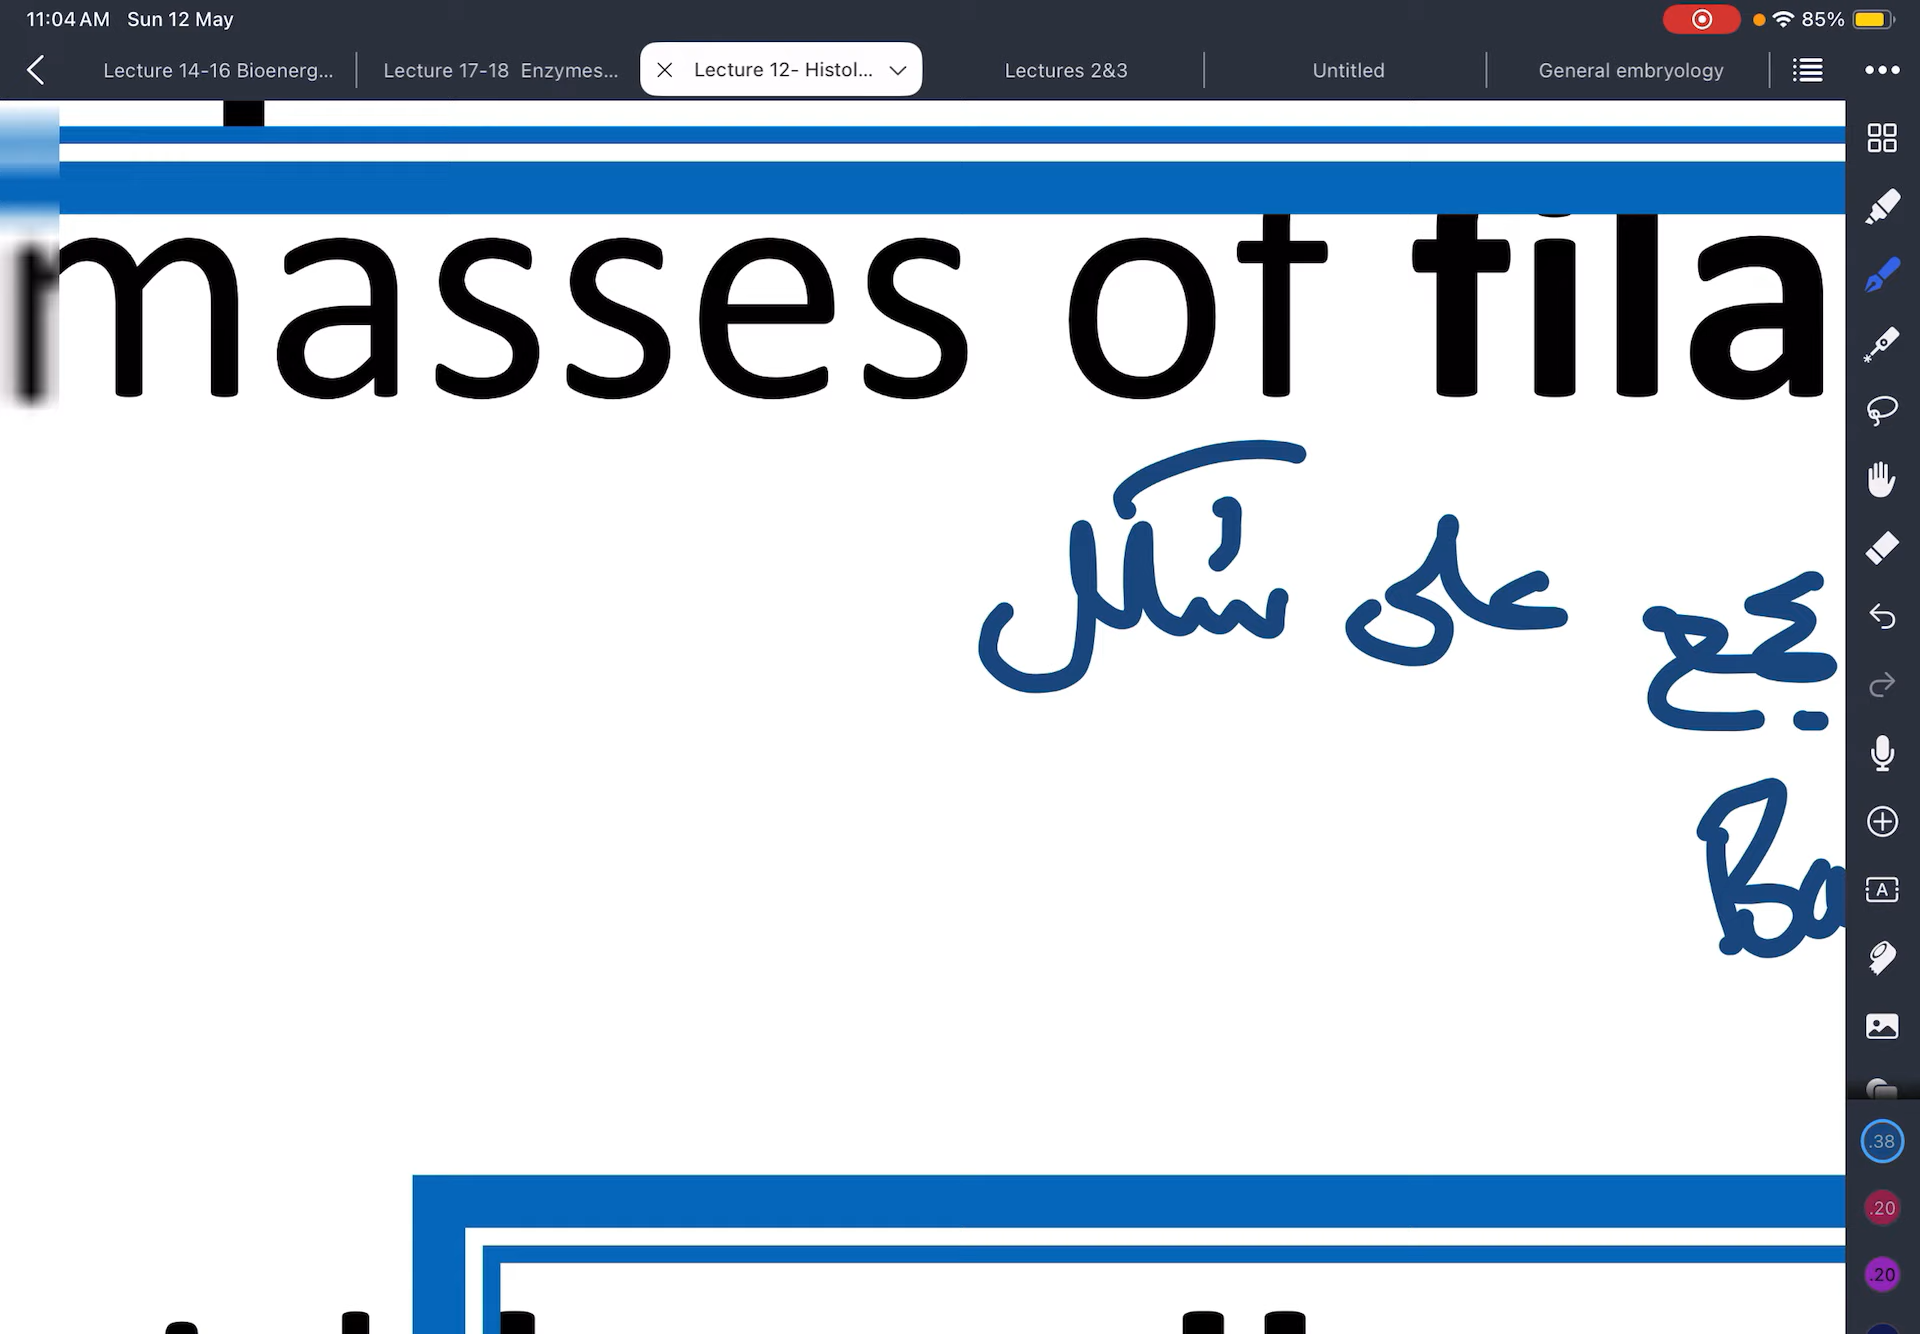 11:04 AM Sun 12 May 85%
Lecture 14-16 Bioenerg... Lecture 17-18 Enzymes... Lecture 12- Histol... Lectures 2&3 Untitled General embryology
masses of fila
على شكل
Ba
A
.38
.20
.20